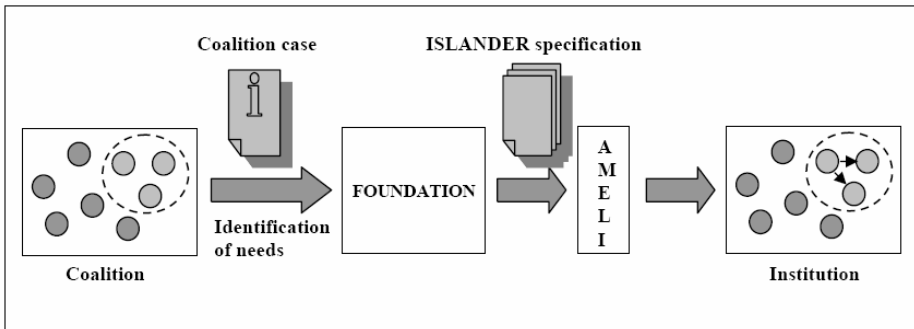 Coalition case
ISLANDER specification
i
FOUNDATION
A
M
E
L
I
Identification
of needs
Coalition
Institution